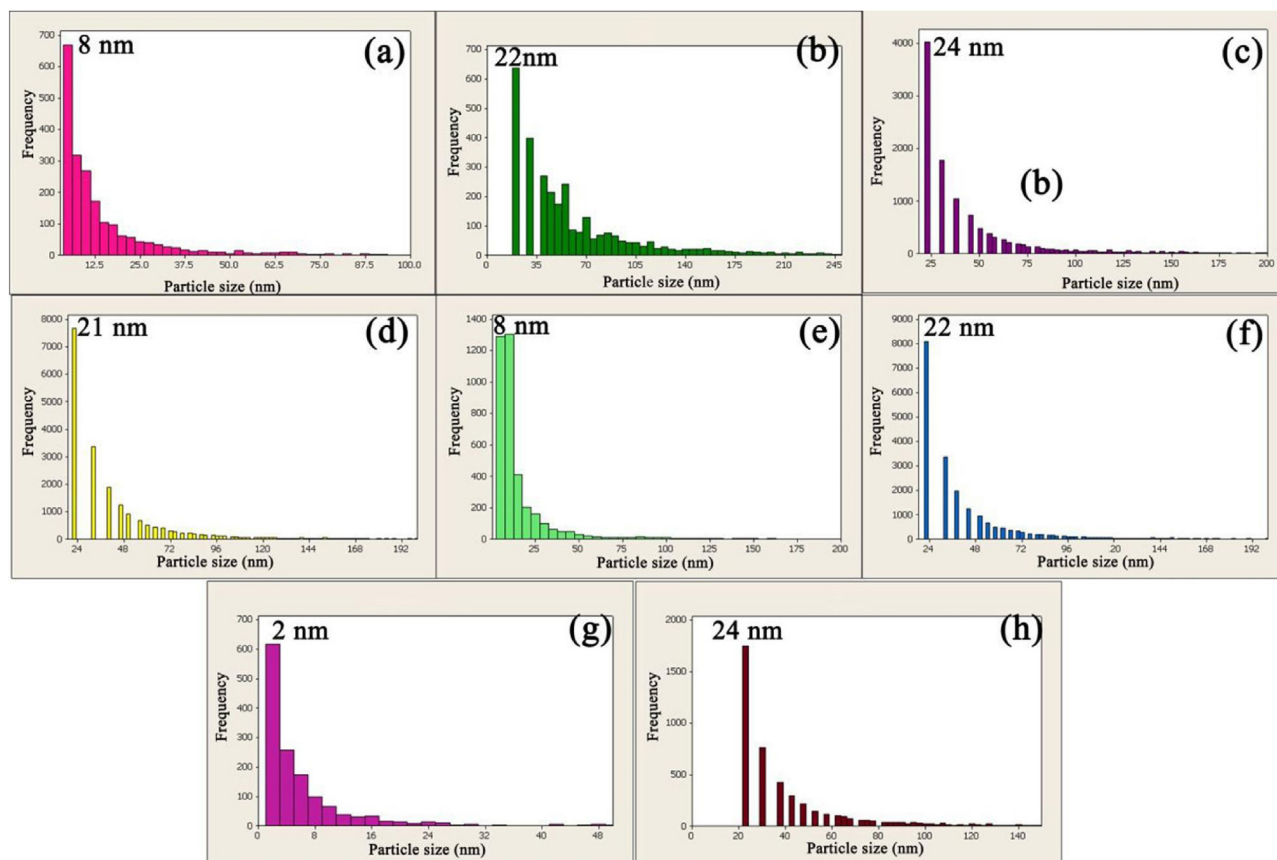 8 nm
(a)
700
600
500
400
300
200
100
0
Frequency
12.5 25.0 37.5 50.0 62.5 75.0 87.5 100.0
Particle size (nm)
22nm
(b)
700
600
500
400
300
200
100
0
Frequency
0 35 70 105 140 175 210 245
Particle size (nm)
24 nm
(c)
(b)
4000
3000
2000
1000
0
Frequency
25 50 75 100 125 150 175 200
Particle size (nm)
21 nm
(d)
8000
7000
6000
5000
4000
3000
2000
1000
0
Frequency
24 48 72 96 120 144 168 192
Particle size (nm)
8 nm
(e)
1400
1200
1000
800
600
400
200
0
Frequency
25 50 75 100 125 150 175 200
Particle size (nm)
22 nm
(f)
9000
8000
7000
6000
5000
4000
3000
2000
1000
0
Frequency
24 48 72 96 20 144 168 192
Particle size (nm)
2 nm
(g)
700
600
500
400
300
200
100
0
Frequency
0 8 16 24 32 40 48
Particle size (nm)
24 nm
(h)
2000
1500
1000
500
0
Frequency
0 20 40 60 80 100 120 140
Particle size (nm)